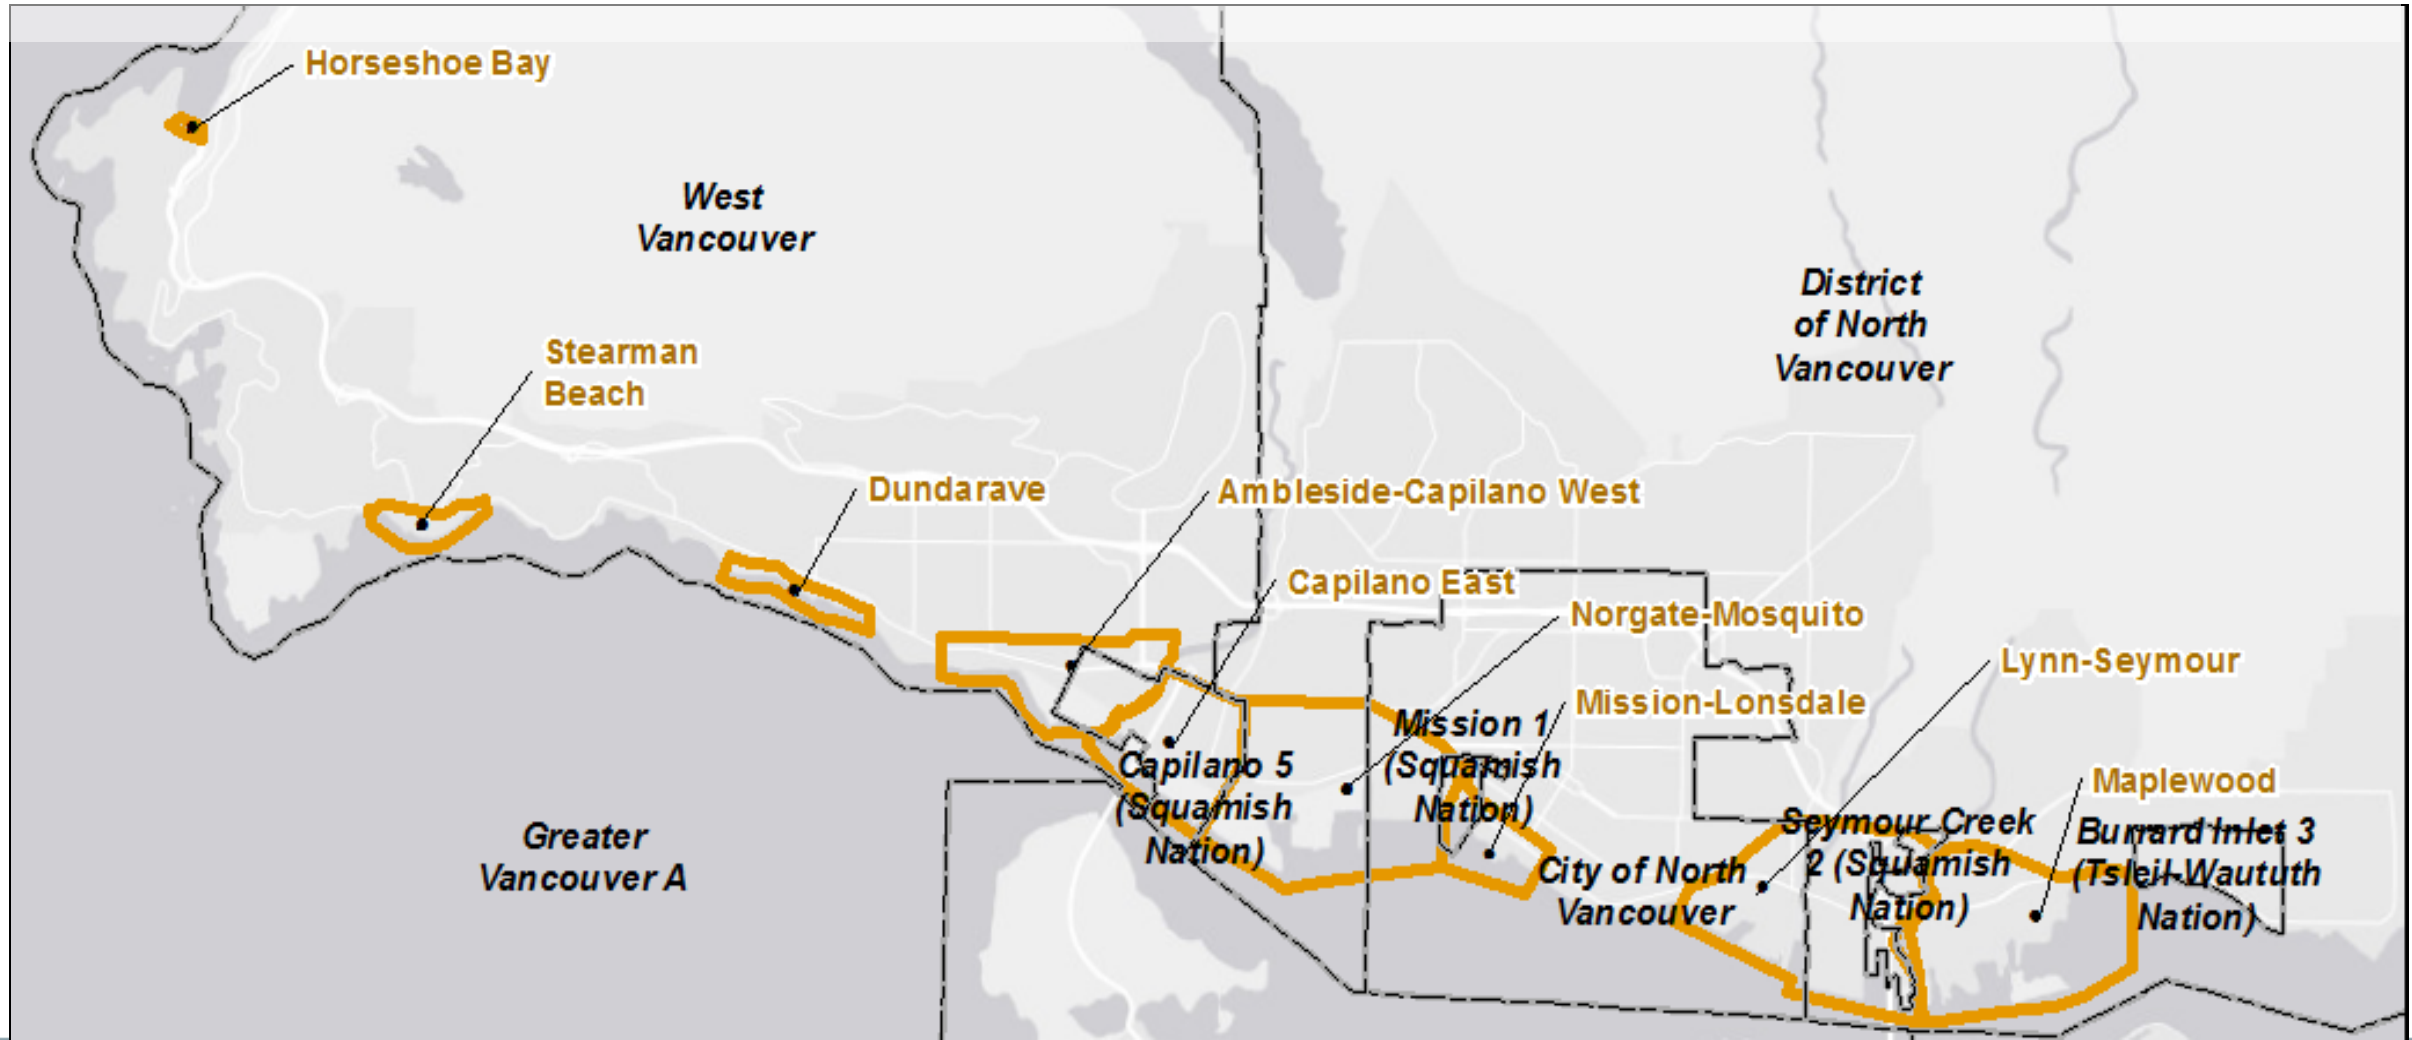 Horseshoe Bay
West
Vancouver
District
of North
Vancouver
Stearman
Beach
Dundarave
Ambleside-Capilano West
Capilano East
Norgate-Mosquito
Lynn-Seymour
Mission-Lonsdale
Mission 1
(Squamish
Nation)
Capilano 5
(Squamish
Nation)
Maplewood
Greater
Vancouver A
Seymour Creek
2 (Squamish
Nation)
Burrard Inlet 3
(Tsleil-Waututh
Nation)
City of North
Vancouver